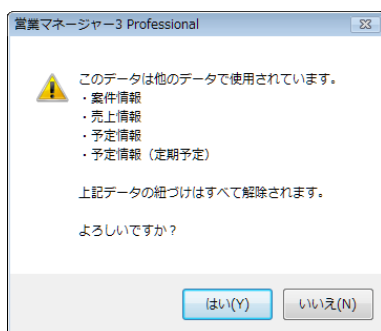 営業マネージャー3 Professional
このデータは他のデータで使用されています。
・案件情報
・売上情報
・予定情報
・予定情報（定期予定）
上記データの紐づけはすべて解除されます。
よろしいですか？
はい(Y)
いいえ(N)